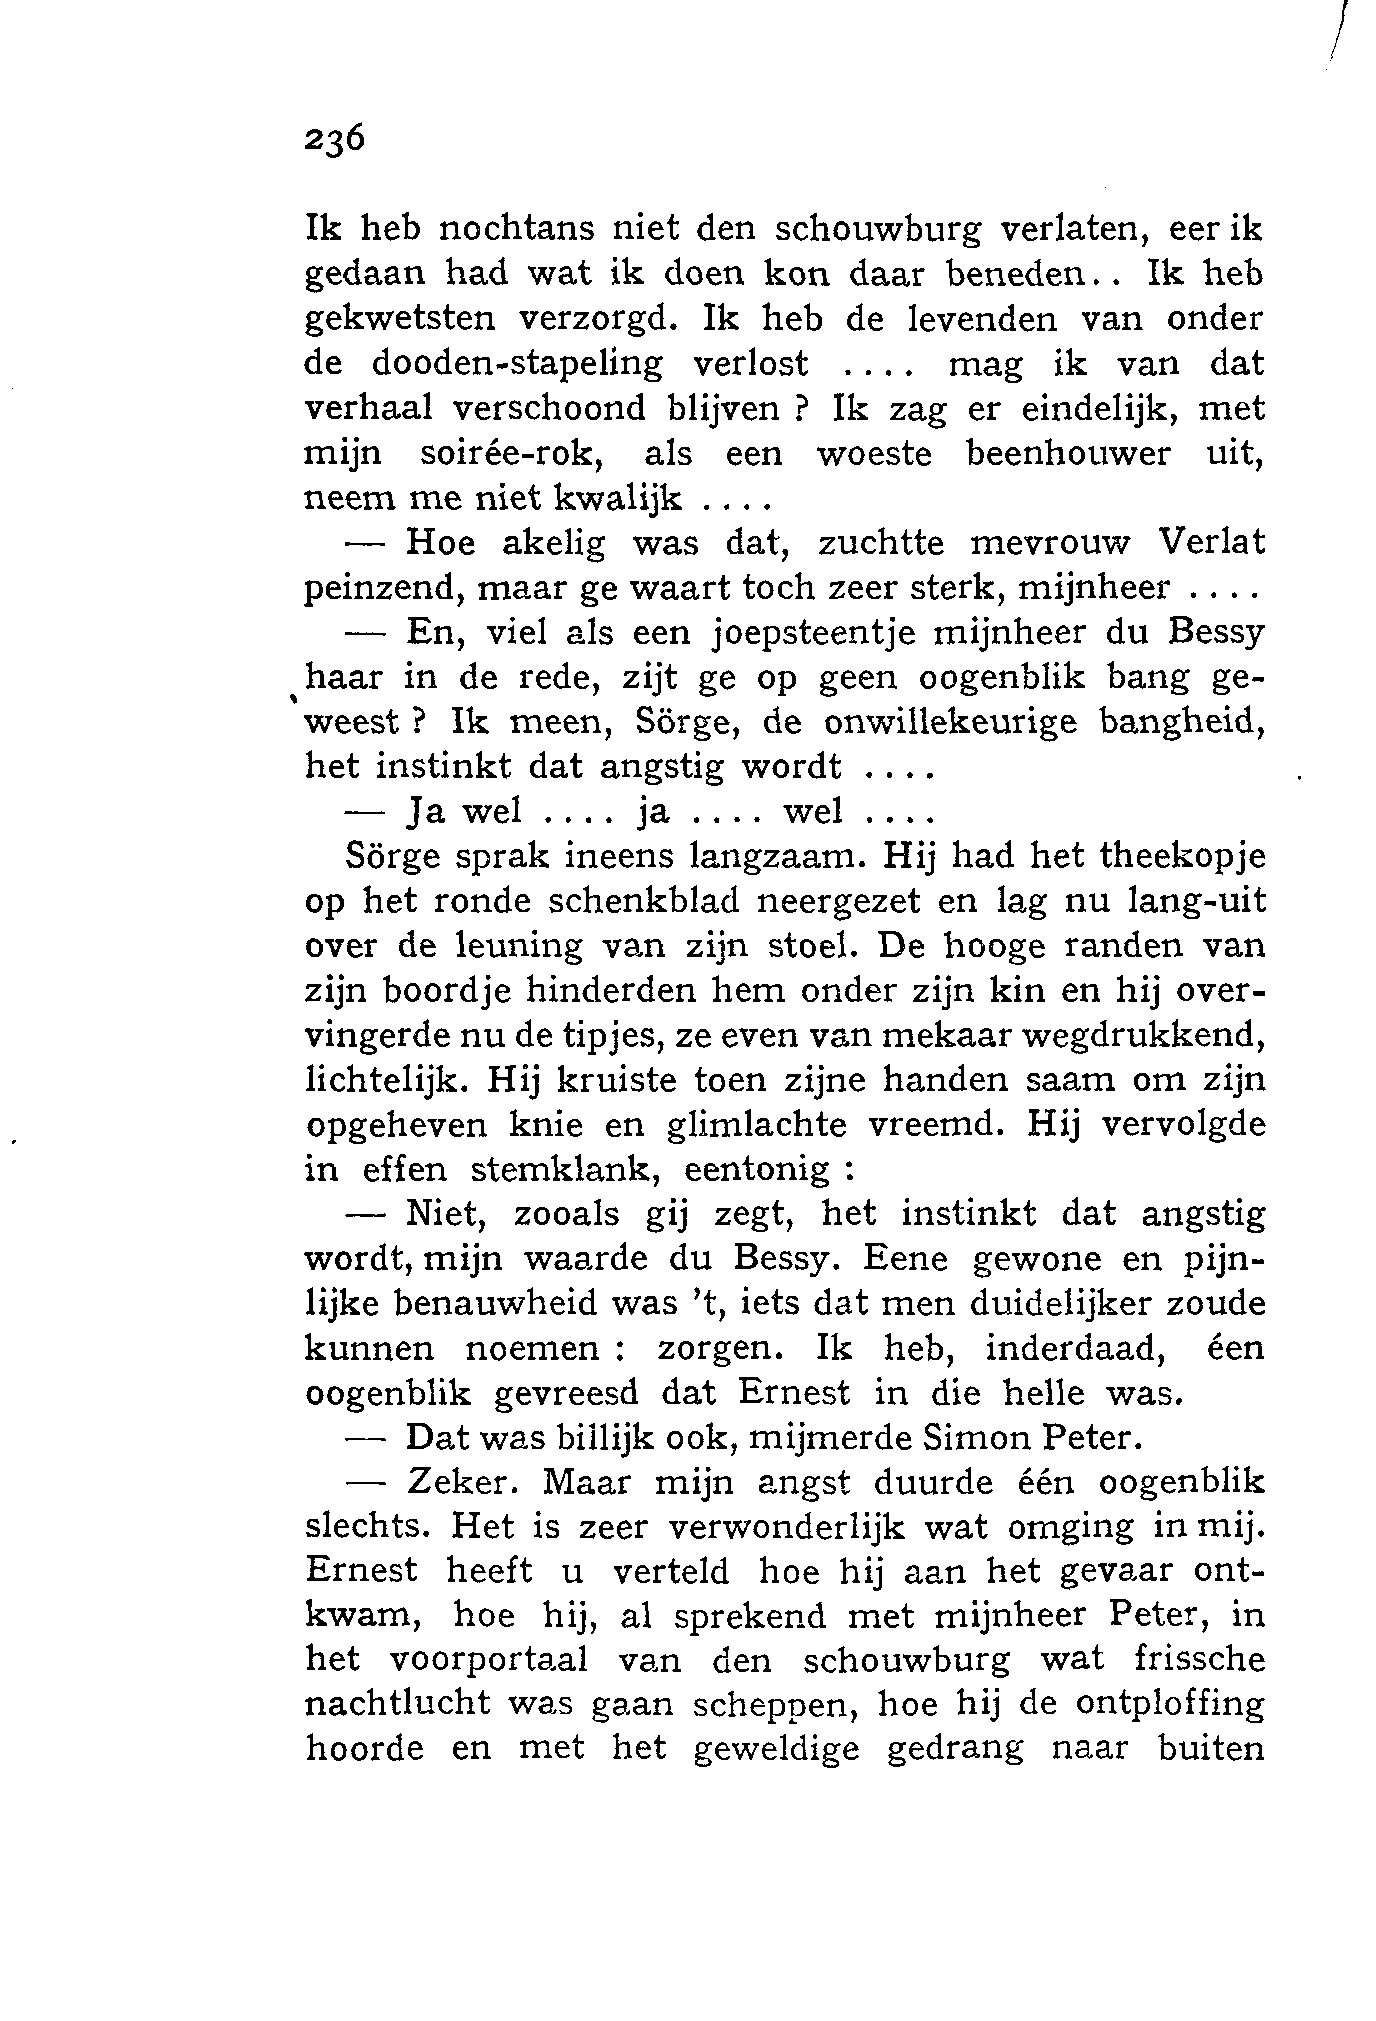 236
Ik heb nochtans niet den schouwburg verlaten, eer ik
gedaan had wat ik doen kon daar beneden.. Ik heb
gekwetsten verzorgd. Ik heb de levenden van onder
de dooden-stapeling verlost .... mag ik van dat
verhaal verschoond blijven ? Ik zag er eindelijk, met
mijn soirée-rok, als een woeste beenhouwer uit,
neem me niet kwalijk ....
— Hoe akelig was dat, zuchtte mevrouw Verlat
peinzend, maar ge waart toch zeer sterk, mijnheer ....
— En, viel als een joepsteentje mijnheer du Bessy
haar in de rede, zijt ge op geen oogenblik bang ge-
weest ? Ik meen, Sörge, de onwillekeurige bangheid,
het instinkt dat angstig wordt ....
— Ja wel .... ja .... wel ....
Sörge sprak ineens langzaam. Hij had het theekopje
op het ronde schenkblad neergezet en lag nu lang-uit
over de leuning van zijn stoel. De hooge randen van
zijn boordje hinderden hem onder zijn kin en hij over-
vingerde nu de tipjes, ze even van mekaar wegdrukkend,
lichtelijk. Hij kruiste toen zijne handen saam om zijn
opgeheven knie en glimlachte vreemd. Hij vervolgde
in effen stemklank, eentonig :
— Niet, zooals gij zegt, het instinkt dat angstig
wordt, mijn waarde du Bessy. Eene gewone en pijn-
lijke benauwheid was 't, iets dat men duidelijker zoude
kunnen noemen : zorgen. Ik heb, inderdaad, éen
oogenblik gevreesd dat Ernest in die helle was.
— Dat was billijk ook, mijmerde Simon Peter.
— Zeker. Maar mijn angst duurde één oogenblik
slechts. Het is zeer verwonderlijk wat omging in mij.
Ernest heeft u verteld hoe hij aan het gevaar ont-
kwam, hoe hij, al sprekend met mijnheer Peter, in
het voorportaal van den schouwburg wat frissche
nachtlucht was gaan scheppen, hoe hij de ontploffing
hoorde en met het geweldige gedrang naar buiten